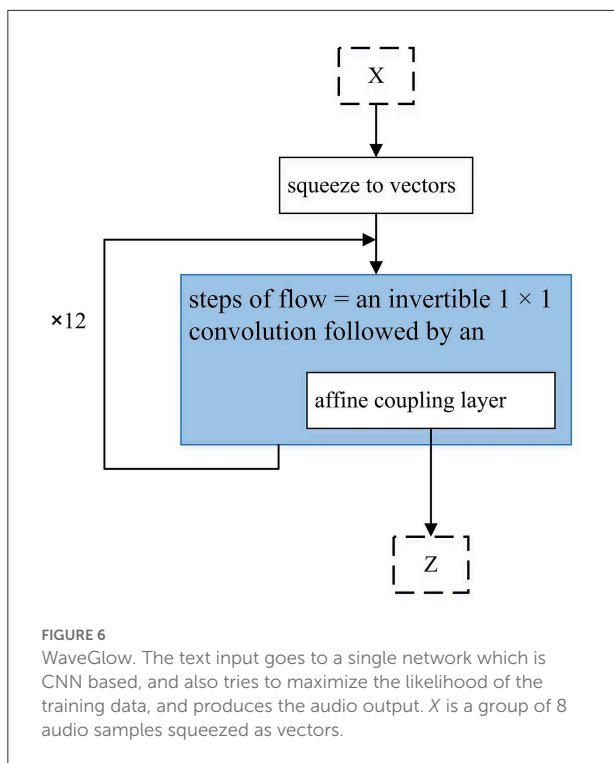 X
squeeze to vectors
×12
steps of flow = an invertible 1 × 1
convolution followed by an
affine coupling layer
Z
FIGURE 6
WaveGlow. The text input goes to a single network which is
CNN based, and also tries to maximize the likelihood of the
training data, and produces the audio output. X is a group of 8
audio samples squeezed as vectors.